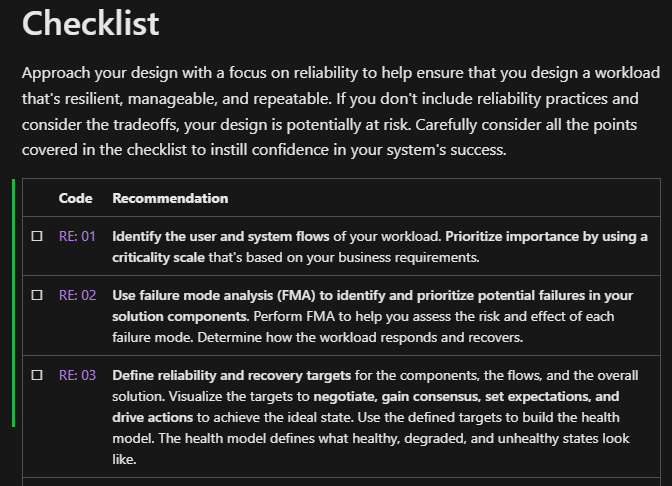 Checklist
Approach your design with a focus on reliability to help ensure that you design a workload
that's resilient, manageable, and repeatable. If you don't include reliability practices and
consider the tradeoffs, your design is potentially at risk. Carefully consider all the points
covered in the checklist to instill confidence in your system's success.
Code Recommendation
☐ RE: 01 Identify the user and system flows of your workload. Prioritize importance by using a
criticality scale that's based on your business requirements.
☐ RE: 02 Use failure mode analysis (FMA) to identify and prioritize potential failures in your
solution components. Perform FMA to help you assess the risk and effect of each
failure mode. Determine how the workload responds and recovers.
☐ RE: 03 Define reliability and recovery targets for the components, the flows, and the overall
solution. Visualize the targets to negotiate, gain consensus, set expectations, and
drive actions to achieve the ideal state. Use the defined targets to build the health
model. The health model defines what healthy, degraded, and unhealthy states look
like.